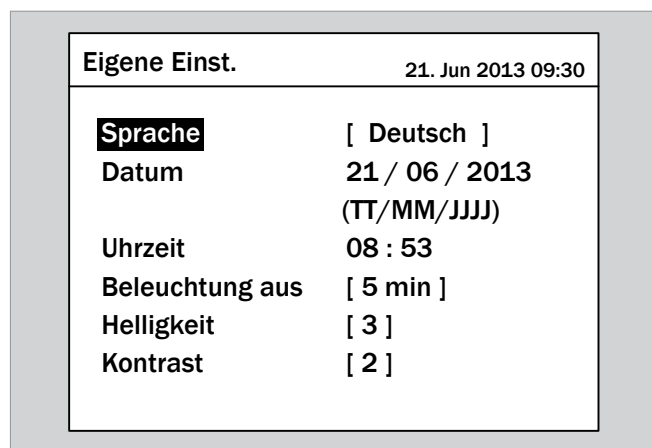 Eigene Einst. 21. Jun 2013 09:30
Sprache [ Deutsch ]
Datum 21 / 06 / 2013
(TT/MM/JJJJ)
Uhrzeit 08 : 53
Beleuchtung aus [ 5 min ]
Helligkeit [ 3 ]
Kontrast [ 2 ]